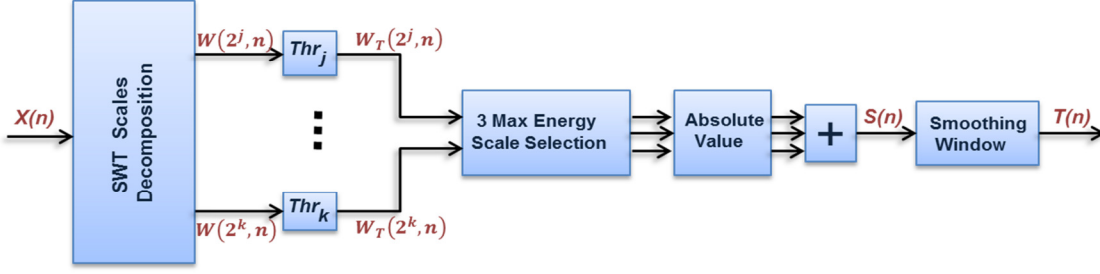 X(n)
SWT Scales
Decomposition
W(2^j, n)
Thr_j
W_T(2^j, n)
W(2^k, n)
Thr_k
W_T(2^k, n)
3 Max Energy
Scale Selection
Absolute
Value
+
S(n)
Smoothing
Window
T(n)